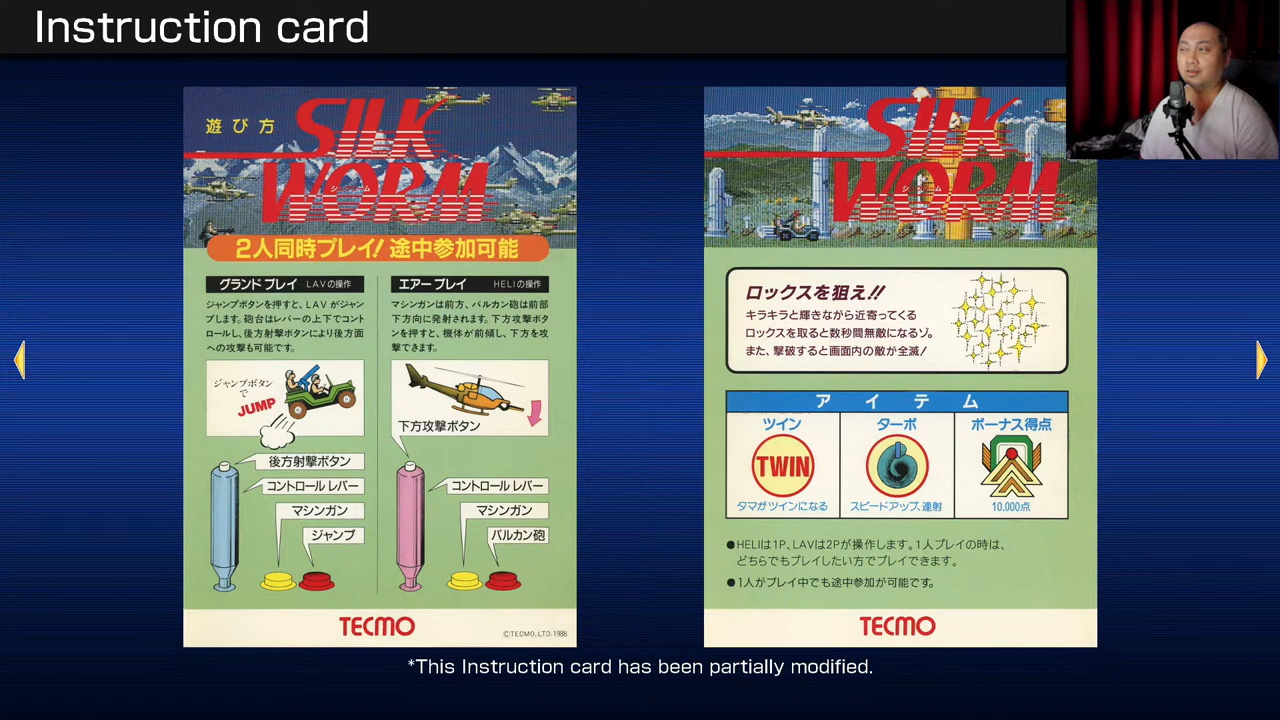 Instruction card
遊び方
SILK
WORM
2人同時プレイ! 途中参加可能
グランド プレイ LAVの操作
ジャンプボタンを押すと、LAVがジャン
プします。砲台はレバーの上下でコント
ロールし、後方射撃ボタンにより後方面
への攻撃も可能です。
ジャンプボタン
で
JUMP
後方射撃ボタン
コントロール レバー
マシンガン
ジャンプ
エアー プレイ HELIの操作
マシンガンは前方、バルカン砲は前部
下方向に発射されます。下方攻撃ボタ
ンを押すと、機体が前傾し、下方を攻
撃できます。
下方攻撃ボタン
コントロール レバー
マシンガン
バルカン砲
TECMO
©TECMO,LTD.1988
SILK
WORM
ロックスを狙え!!
キラキラと輝きながら近寄ってくる
ロックスを取ると数秒間無敵になるゾ。
また、撃破すると画面内の敵が全滅!
アイテム
ツイン
TWIN
タマがツインになる
ターボ
スピードアップ、連射
ボーナス得点
10,000点
●HELIは1P、LAVは2Pが操作します。1人プレイの時は、
どちらでもプレイしたい方でプレイできます。
●1人がプレイ中でも途中参加が可能です。
TECMO
*This Instruction card has been partially modified.